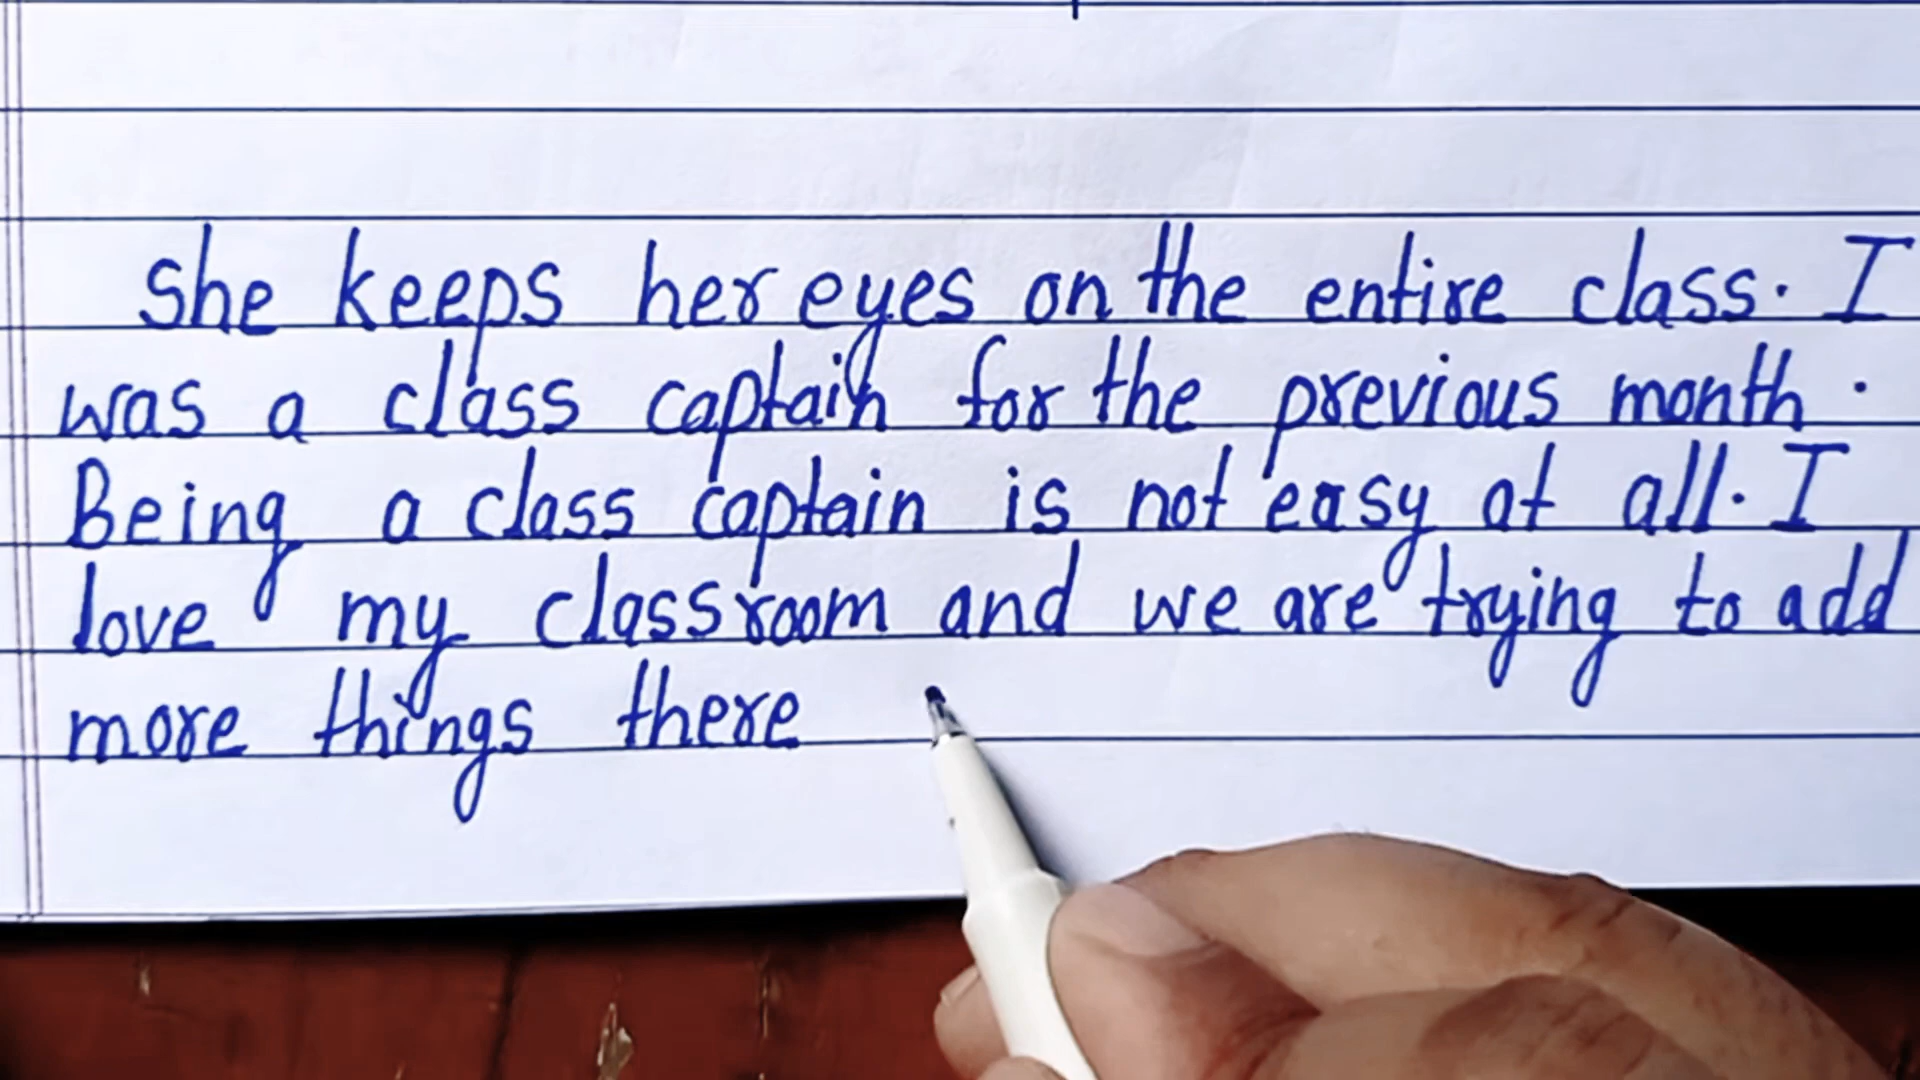 She keeps her eyes on the entire class. I
was a class captain for the previous month.
Being a class captain is not easy at all. I
love my classroom and we are trying to add
more things there